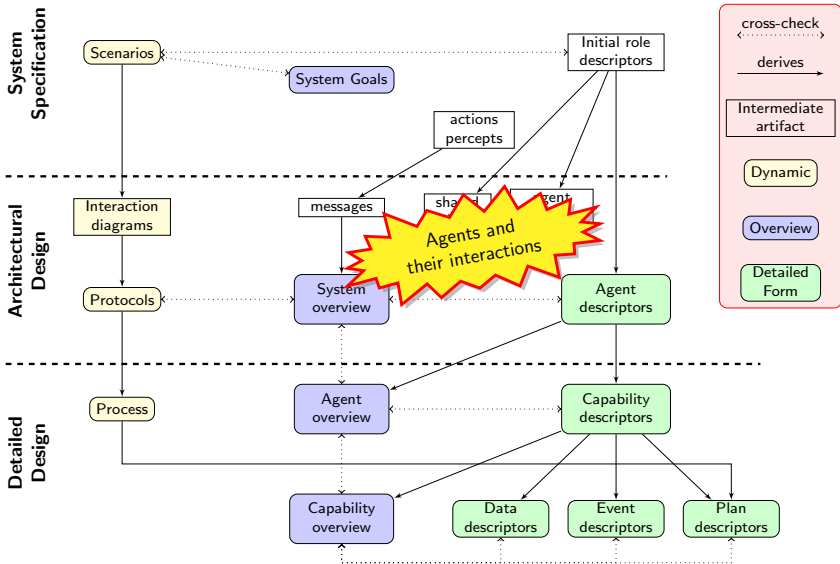 System
Specification
Scenarios
System Goals
Initial role
descriptors
actions
percepts
Architectural
Design
Interaction
diagrams
messages
agent
Agents and
their interactions
Protocols
System
overview
Agent
descriptors
Detailed
Design
Process
Agent
overview
Capability
descriptors
Capability
overview
Data
descriptors
Event
descriptors
Plan
descriptors
cross-check
derives
Intermediate
artifact
Dynamic
Overview
Detailed
Form